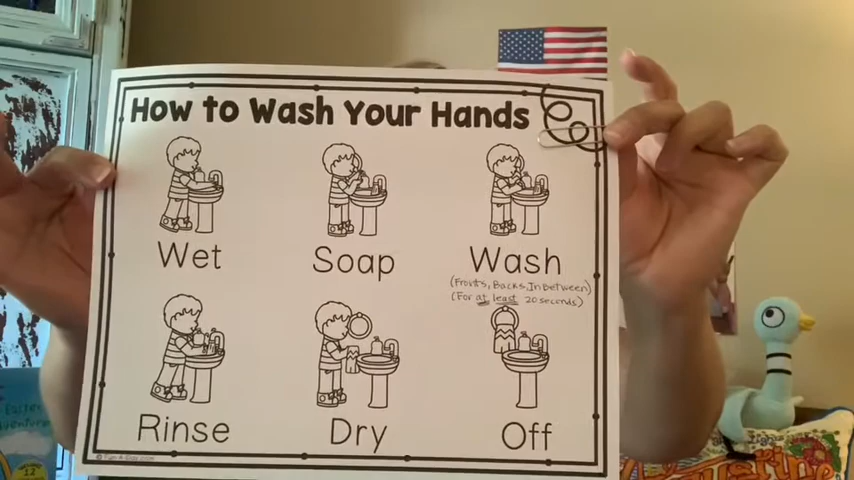 How to Wash Your Hands
Wet
Soap
Wash
(Fronts, Backs, In Between)
(For at least 20 seconds)
Rinse
Dry
Off